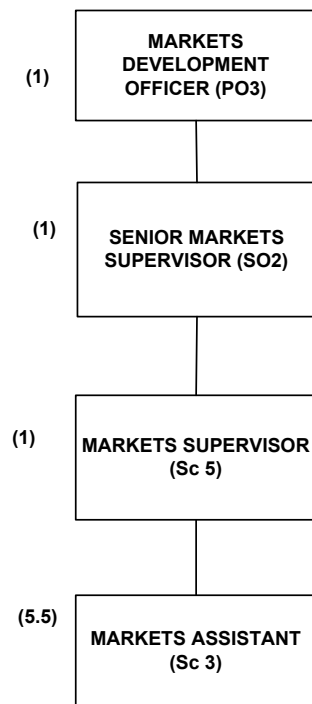 MARKETS
DEVELOPMENT
OFFICER (PO3)
(1)
SENIOR MARKETS
SUPERVISOR (SO2)
(1)
MARKETS SUPERVISOR
(Sc 5)
(1)
MARKETS ASSISTANT
(Sc 3)
(5.5)